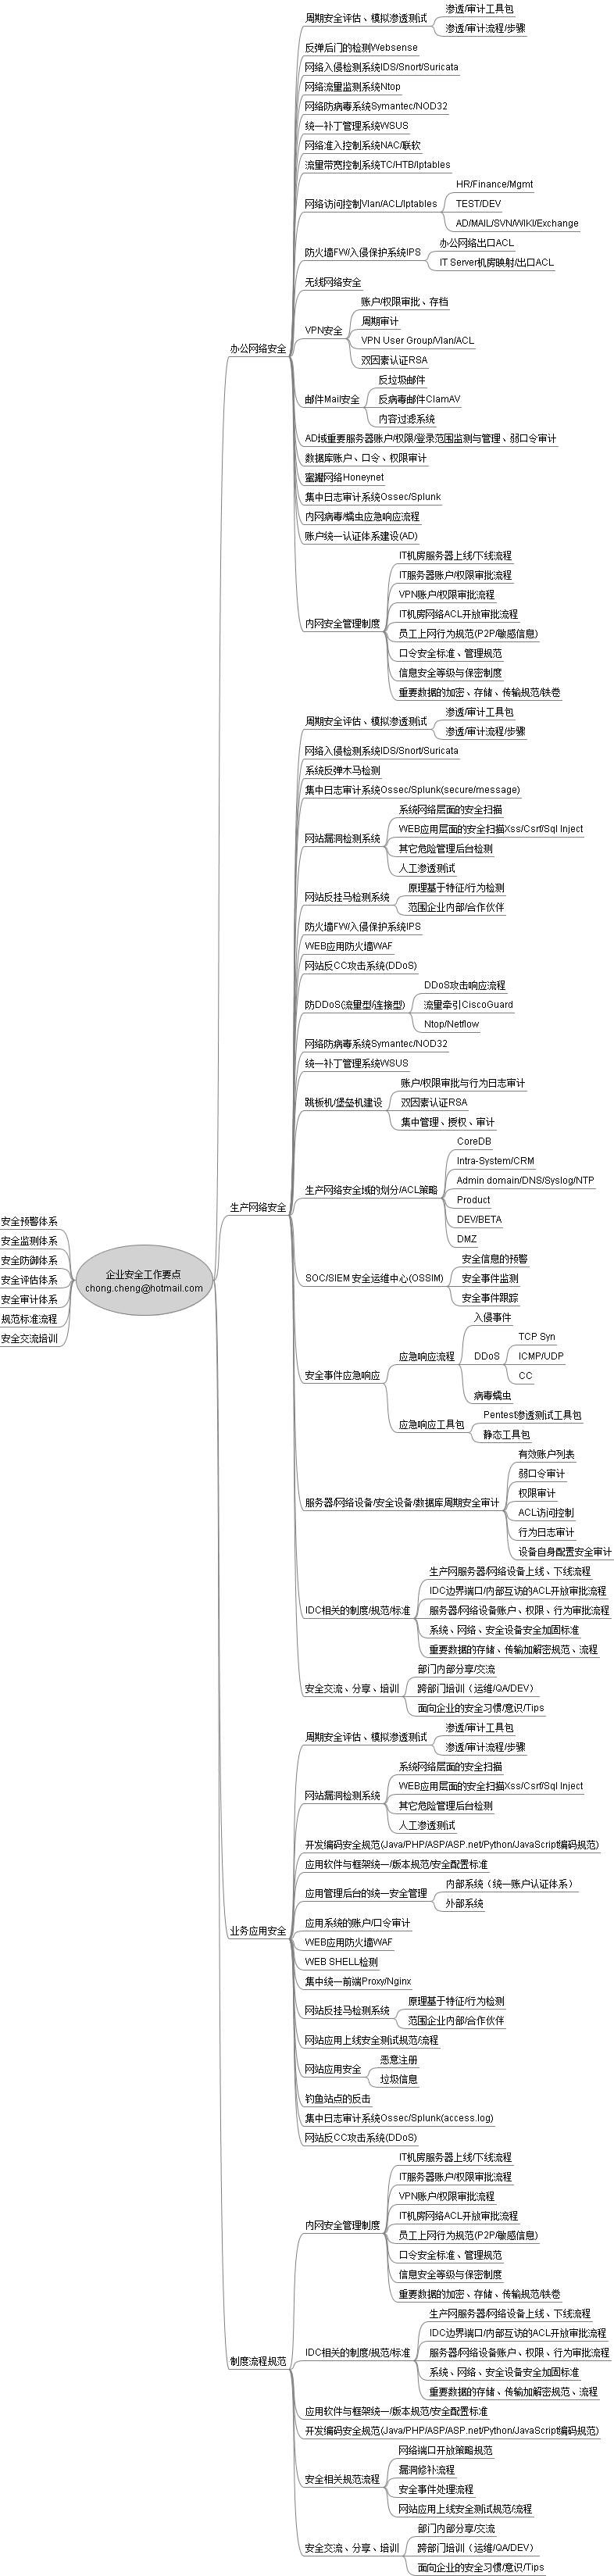 企业安全工作要点
chong.cheng@hotmail.com
安全预警体系
安全监测体系
安全防御体系
安全评估体系
安全审计体系
规范标准流程
安全交流培训
办公网络安全
周期安全评估、模拟渗透测试
渗透/审计工具包
渗透/审计流程/步骤
反弹后门的检测Websense
网络入侵检测系统IDS/Snort/Suricata
网络流量监测系统Ntop
网络防病毒系统Symantec/NOD32
统一补丁管理系统WSUS
网络准入控制系统NAC/联软
流量带宽控制系统TC/HTB/Iptables
网络访问控制Vlan/ACL/Iptables
HR/Finance/Mgmt
TEST/DEV
AD/MAIL/SVN/WIKI/Exchange
防火墙FW/入侵保护系统IPS
办公网络出口ACL
IT Server机房映射/出口ACL
无线网络安全
VPN安全
账户/权限审批、存档
周期审计
VPN User Group/Vlan/ACL
双因素认证RSA
邮件Mail安全
反垃圾邮件
反病毒邮件ClamAV
内容过滤系统
AD域重要服务器账户/权限/登录范围监测与管理、弱口令审计
数据库账户、口令、权限审计
蜜罐网络Honeynet
集中日志审计系统Ossec/Splunk
内网病毒/蠕虫应急响应流程
账户统一认证体系建设(AD)
内网安全管理制度
IT机房服务器上线/下线流程
IT服务器账户/权限审批流程
VPN账户/权限审批流程
IT机房网络ACL开放审批流程
员工上网行为规范(P2P/敏感信息)
口令安全标准、管理规范
信息安全等级与保密制度
重要数据的加密、存储、传输规范/铁卷
生产网络安全
周期安全评估、模拟渗透测试
渗透/审计工具包
渗透/审计流程/步骤
网络入侵检测系统IDS/Snort/Suricata
系统反弹木马检测
集中日志审计系统Ossec/Splunk(secure/message)
网站漏洞检测系统
系统网络层面的安全扫描
WEB应用层面的安全扫描Xss/Csrf/Sql Inject
其它危险管理后台检测
人工渗透测试
网站反挂马检测系统
原理基于特征/行为检测
范围企业内部/合作伙伴
防火墙FW/入侵保护系统IPS
WEB应用防火墙WAF
网站反CC攻击系统(DDoS)
防DDoS(流量型/连接型)
DDoS攻击响应流程
流量牵引CiscoGuard
Ntop/Netflow
网络防病毒系统Symantec/NOD32
统一补丁管理系统WSUS
跳板机/堡垒机建设
账户/权限审批与行为日志审计
双因素认证RSA
集中管理、授权、审计
生产网络安全域的划分/ACL策略
CoreDB
Intra-System/CRM
Admin domain/DNS/Syslog/NTP
Product
DEV/BETA
DMZ
SOC/SIEM 安全运维中心(OSSIM)
安全信息的预警
安全事件监测
安全事件跟踪
安全事件应急响应
应急响应流程
入侵事件
DDoS
TCP Syn
ICMP/UDP
CC
病毒蠕虫
应急响应工具包
Pentest渗透测试工具包
静态工具包
服务器/网络设备/安全设备/数据库周期安全审计
有效账户列表
弱口令审计
权限审计
ACL访问控制
行为日志审计
设备自身配置安全审计
IDC相关的制度/规范/标准
生产网服务器/网络设备上线、下线流程
IDC边界端口/内部互访的ACL开放审批流程
服务器/网络设备账户、权限、行为审批流程
系统、网络、安全设备安全加固标准
重要数据的存储、传输加解密规范、流程
安全交流、分享、培训
部门内部分享/交流
跨部门培训（运维/QA/DEV）
面向企业的安全习惯/意识/Tips
业务应用安全
周期安全评估、模拟渗透测试
渗透/审计工具包
渗透/审计流程/步骤
网站漏洞检测系统
系统网络层面的安全扫描
WEB应用层面的安全扫描Xss/Csrf/Sql Inject
其它危险管理后台检测
人工渗透测试
开发编码安全规范(Java/PHP/ASP/ASP.net/Python/JavaScript编码规范)
应用软件与框架统一/版本规范/安全配置标准
应用管理后台的统一安全管理
内部系统（统一账户认证体系）
外部系统
应用系统的账户/口令审计
WEB应用防火墙WAF
WEB SHELL检测
集中统一前端Proxy/Nginx
网站反挂马检测系统
原理基于特征/行为检测
范围企业内部/合作伙伴
网站应用上线安全测试规范/流程
网站应用安全
恶意注册
垃圾信息
钓鱼站点的反击
集中日志审计系统Ossec/Splunk(access.log)
网站反CC攻击系统(DDoS)
制度流程规范
内网安全管理制度
IT机房服务器上线/下线流程
IT服务器账户/权限审批流程
VPN账户/权限审批流程
IT机房网络ACL开放审批流程
员工上网行为规范(P2P/敏感信息)
口令安全标准、管理规范
信息安全等级与保密制度
重要数据的加密、存储、传输规范/铁卷
IDC相关的制度/规范/标准
生产网服务器/网络设备上线、下线流程
IDC边界端口/内部互访的ACL开放审批流程
服务器/网络设备账户、权限、行为审批流程
系统、网络、安全设备安全加固标准
重要数据的存储、传输加解密规范、流程
应用软件与框架统一/版本规范/安全配置标准
开发编码安全规范(Java/PHP/ASP/ASP.net/Python/JavaScript编码规范)
安全相关规范流程
网络端口开放策略规范
漏洞修补流程
安全事件处理流程
网站应用上线安全测试规范/流程
安全交流、分享、培训
部门内部分享/交流
跨部门培训（运维/QA/DEV）
面向企业的安全习惯/意识/Tips